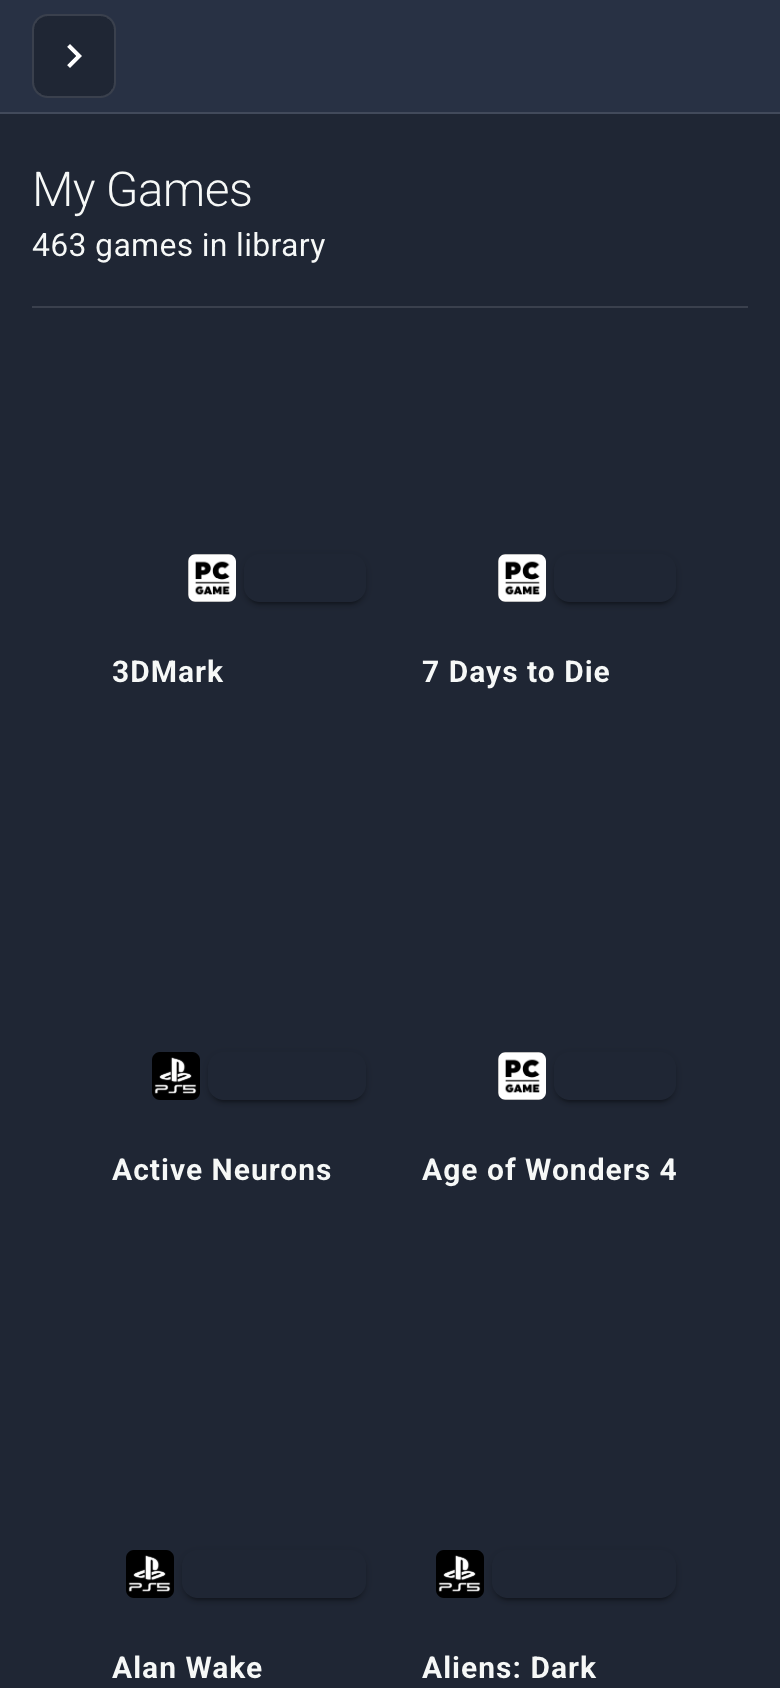 My Games
463 games in library
PC
GAME
PC
GAME
3DMark
7 Days to Die
PS5
PC
GAME
Active Neurons
Age of Wonders 4
PS5
PS5
Alan Wake
Aliens: Dark